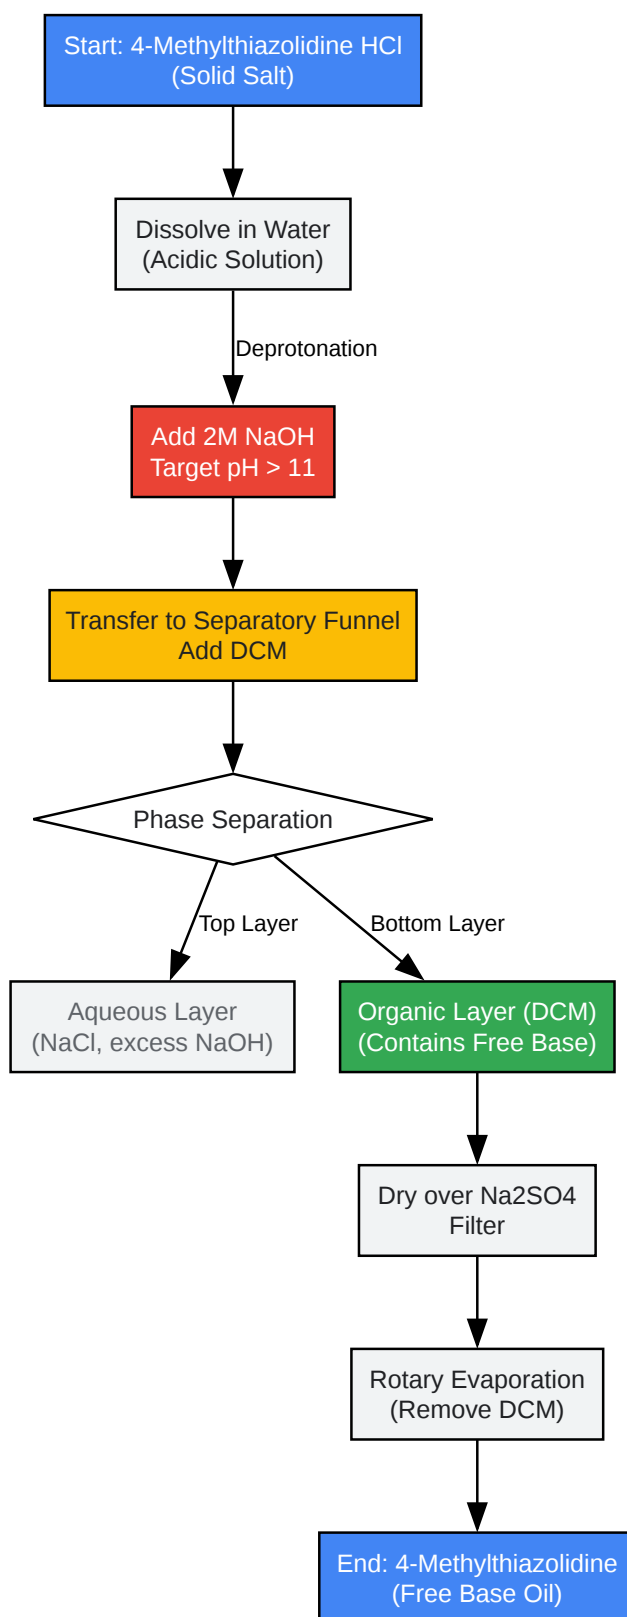 Start: 4-Methylthiazolidine HCl
(Solid Salt)
Dissolve in Water
(Acidic Solution)
Deprotonation
Add 2M NaOH
Target pH > 11
Transfer to Separatory Funnel
Add DCM
Phase Separation
Top Layer
Bottom Layer
Aqueous Layer
(NaCl, excess NaOH)
Organic Layer (DCM)
(Contains Free Base)
Dry over Na2SO4
Filter
Rotary Evaporation
(Remove DCM)
End: 4-Methylthiazolidine
(Free Base Oil)